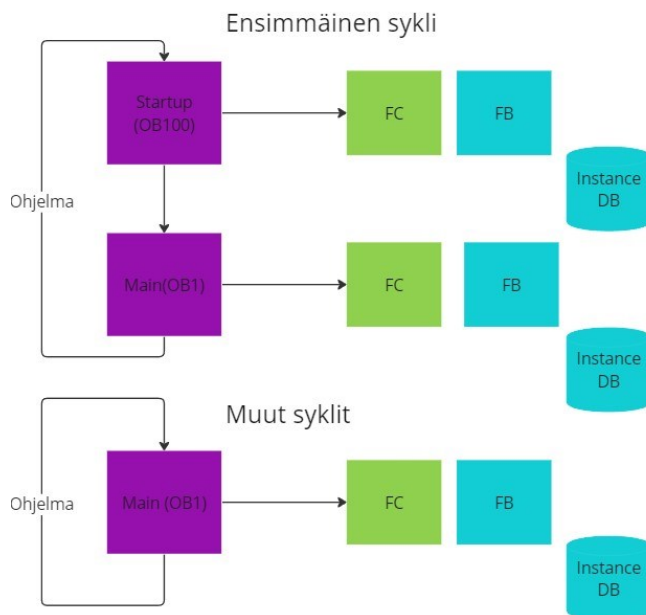 Ensimmäinen sykli
Startup
(OB100)
FC
FB
Instance
DB
Ohjelma
Main(OB1)
FC
FB
Instance
DB
Muut syklit
Ohjelma
Main (OB1)
FC
FB
Instance
DB